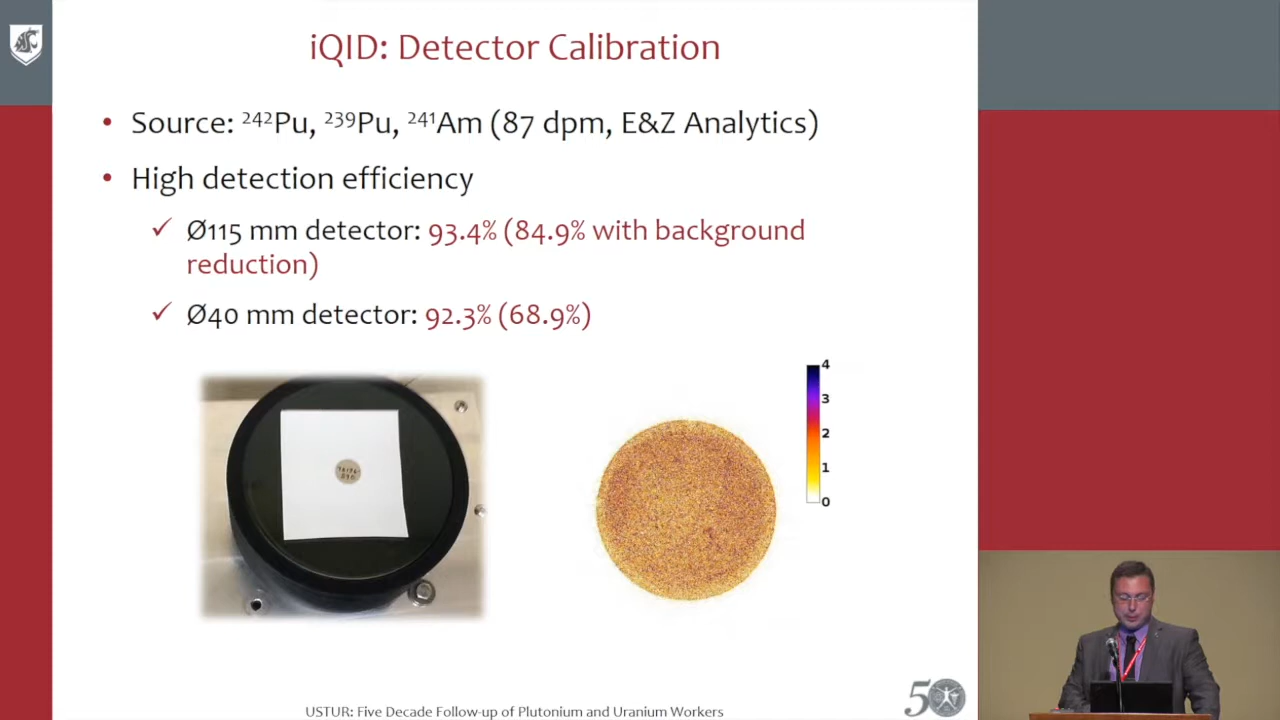 iQID: Detector Calibration
• Source: ²⁴²Pu, ²³⁹Pu, ²⁴¹Am (87 dpm, E&Z Analytics)
• High detection efficiency
✓ Ø115 mm detector: 93.4% (84.9% with background
reduction)
✓ Ø40 mm detector: 92.3% (68.9%)
4
3
2
1
0
50
USTUR: Five Decade Follow-up of Plutonium and Uranium Workers